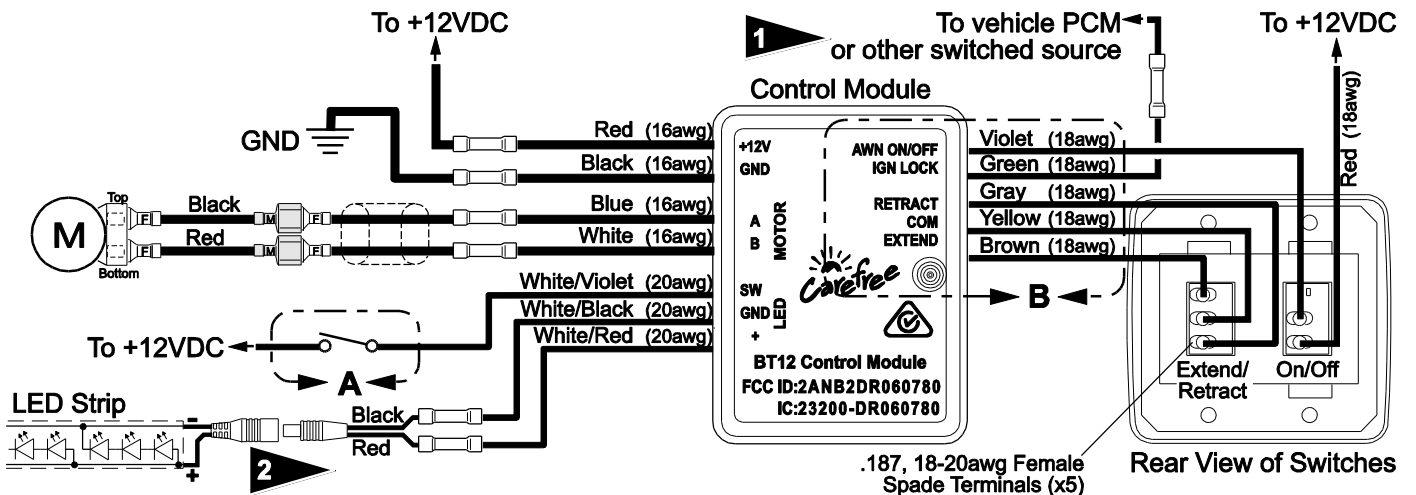 To +12VDC
1
To vehicle PCM
or other switched source
To +12VDC
Control Module
GND
Red (16awg)
Black (16awg)
Blue (16awg)
White (16awg)
White/Violet (20awg)
White/Black (20awg)
White/Red (20awg)
+12V
GND
A
B
MOTOR
SW
GND
+
LED
AWN ON/OFF
IGN LOCK
RETRACT
COM
EXTEND
Carefree
BT12 Control Module
FCC ID:2ANB2DR060780
IC:23200-DR060780
Violet (18awg)
Green (18awg)
Gray (18awg)
Yellow (18awg)
Brown (18awg)
B
Red (18awg)
Top
M
Bottom
F
F
Black
Red
M
M
F
F
To +12VDC
A
LED Strip
-
+
Black
Red
2
Extend/
Retract
On/Off
.187, 18-20awg Female
Spade Terminals (x5)
Rear View of Switches